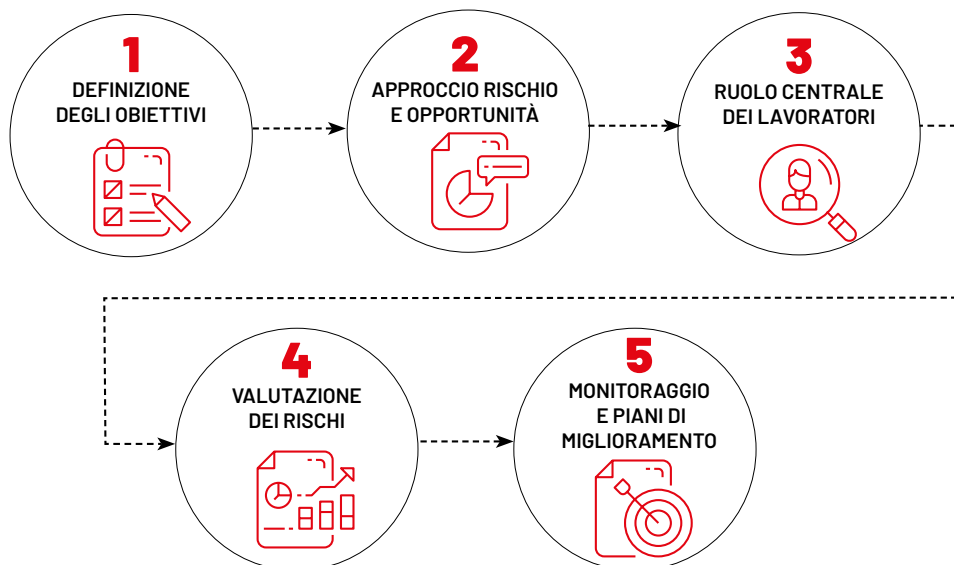 1
DEFINIZIONE
DEGLI OBIETTIVI
2
APPROCCIO RISCHIO
E OPPORTUNITÀ
3
RUOLO CENTRALE
DEI LAVORATORI
4
VALUTAZIONE
DEI RISCHI
5
MONITORAGGIO
E PIANI DI
MIGLIORAMENTO